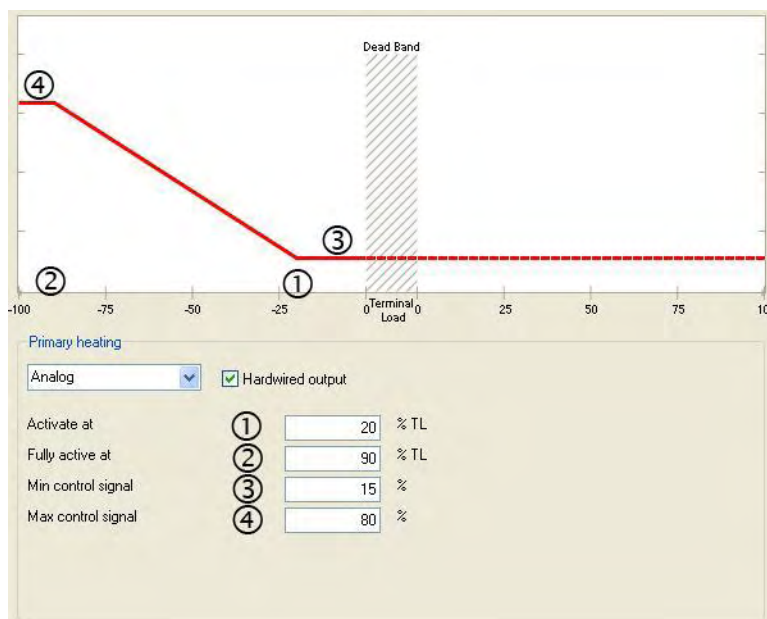 Dead Band
④
③
②
①
-100 -75 -50 -25 0 Terminal Load 0 25 50 75 10
Primary heating
Analog Hardwired output
Activate at ① 20 % TL
Fully active at ② 90 % TL
Min control signal ③ 15 %
Max control signal ④ 80 %